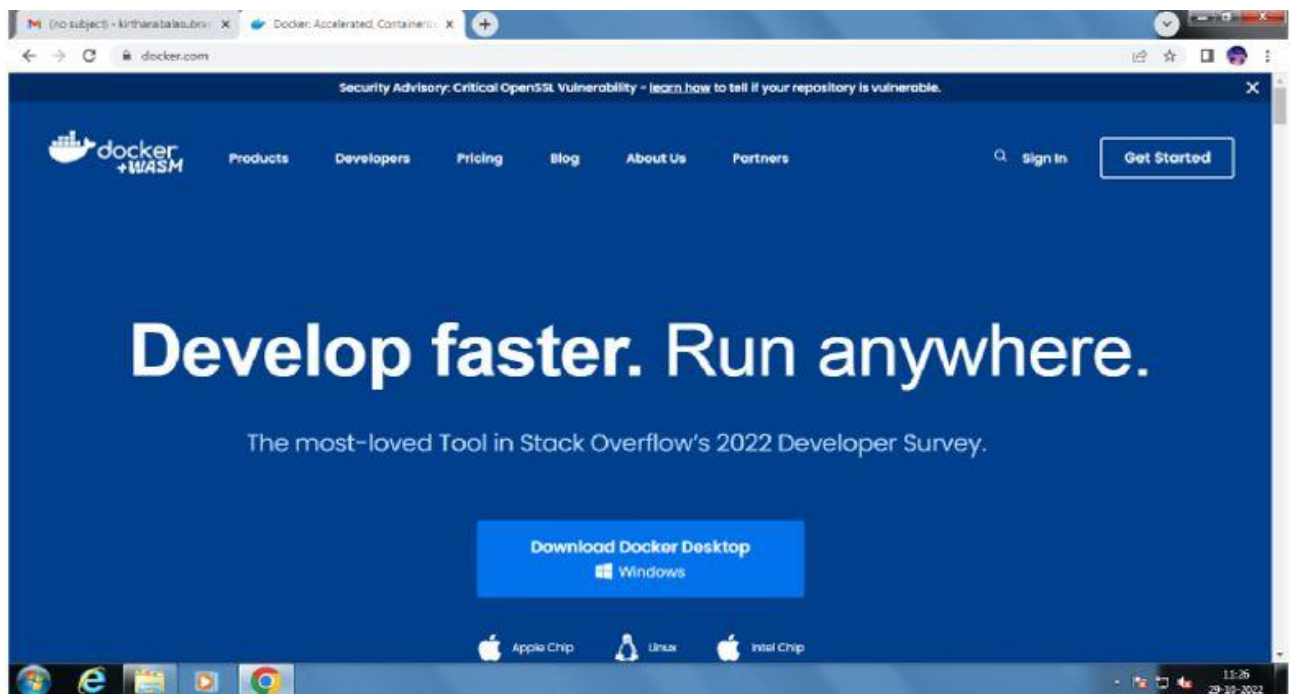 (no subject) - kirthanabalasubra
Docker: Accelerated, Container
docker.com
Security Advisory: Critical OpenSSL Vulnerability - learn how to tell if your repository is vulnerable.
docker
+WASM
Products Developers Pricing Blog About Us Partners Sign In Get Started
Develop faster. Run anywhere.
The most-loved Tool in Stack Overflow's 2022 Developer Survey.
Download Docker Desktop
Windows
Apple Chip Linux Intel Chip
11:26
29-10-2022